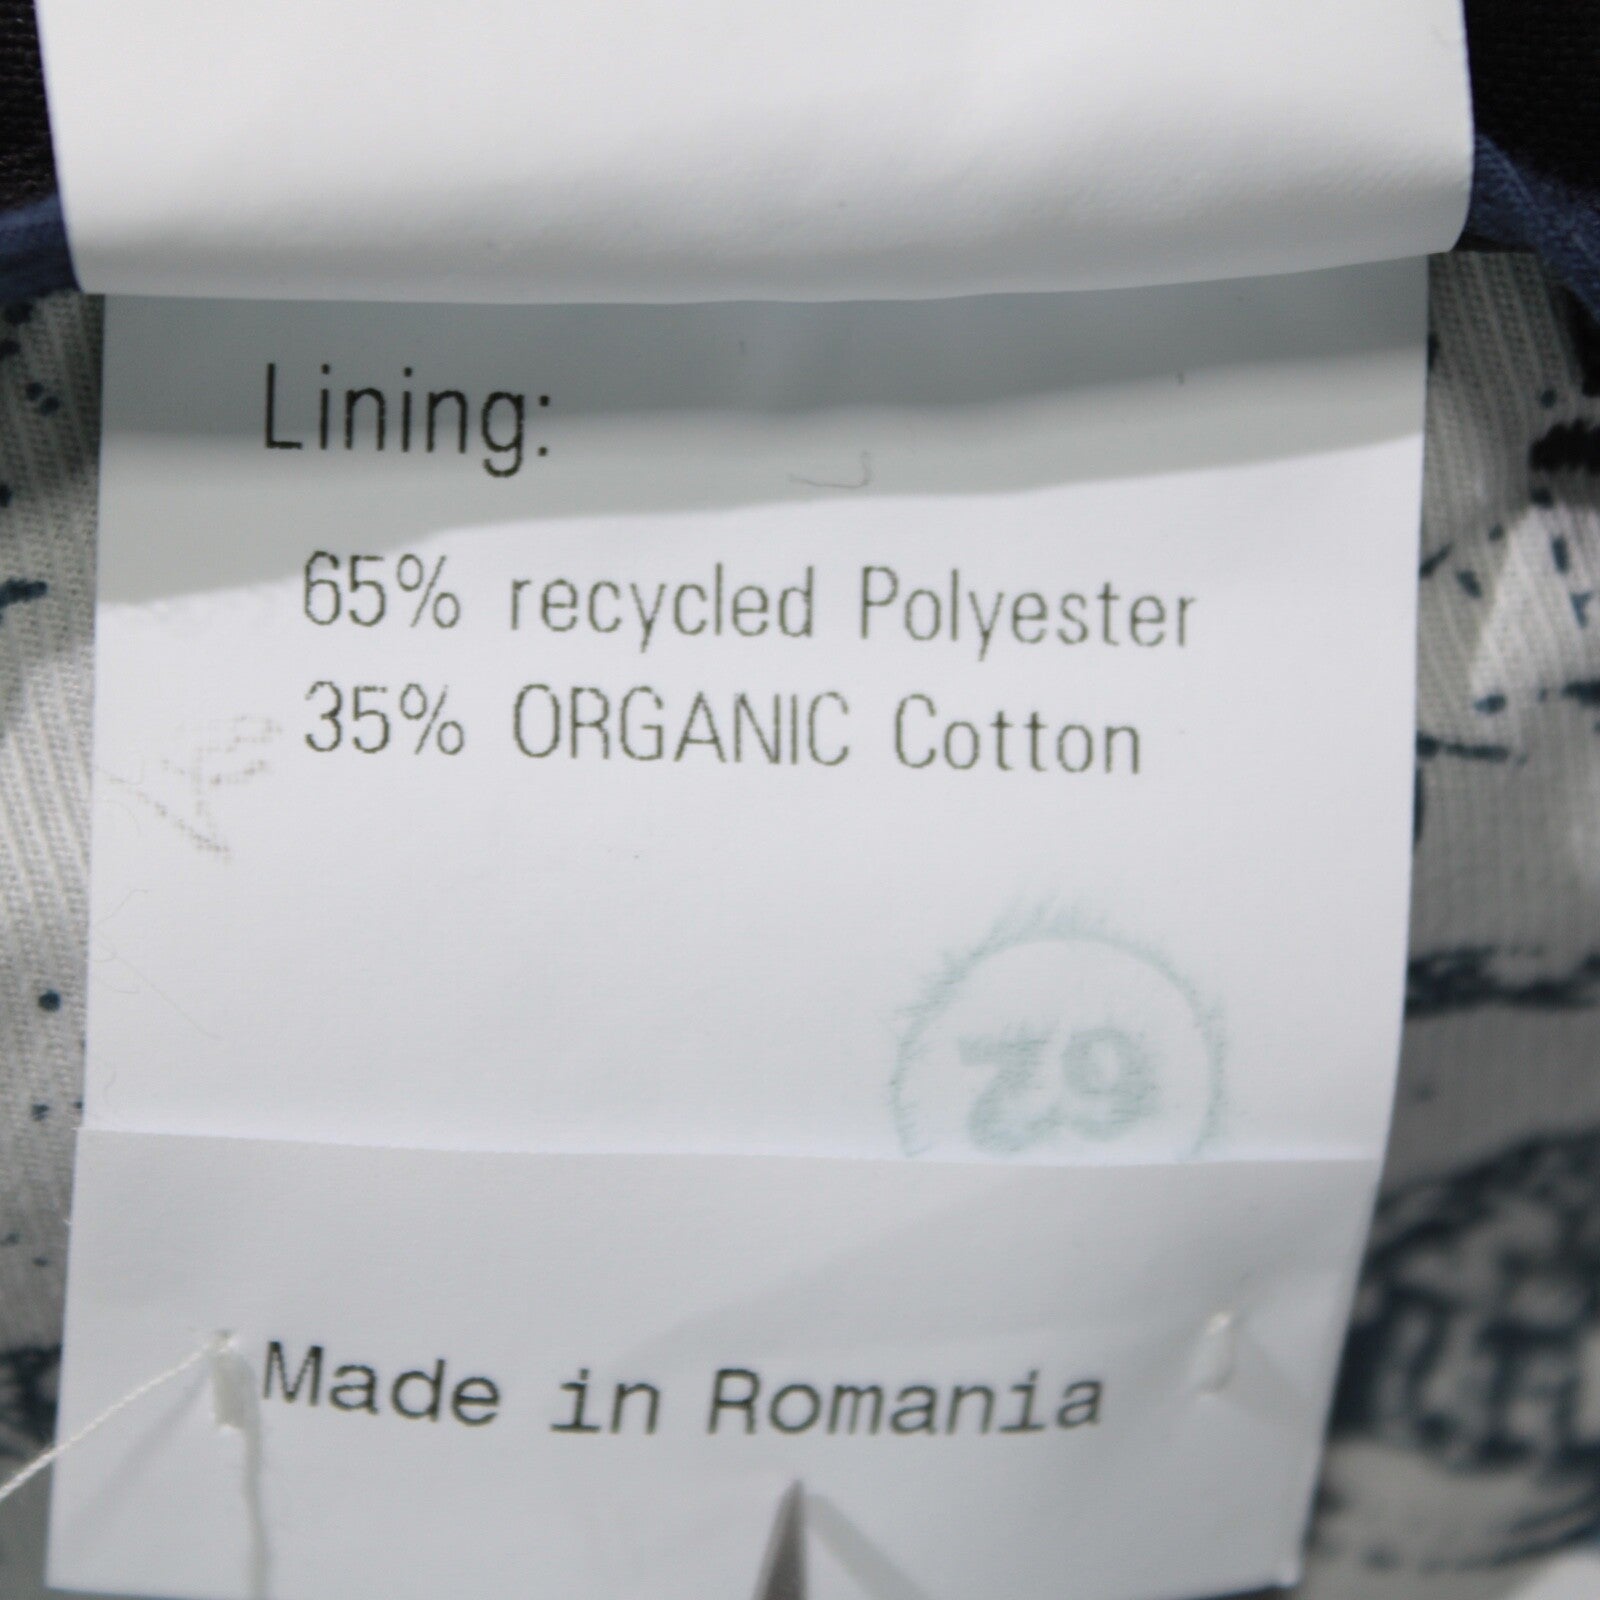 Lining:
65% recycled Polyester
35% ORGANIC Cotton
Made in Romania